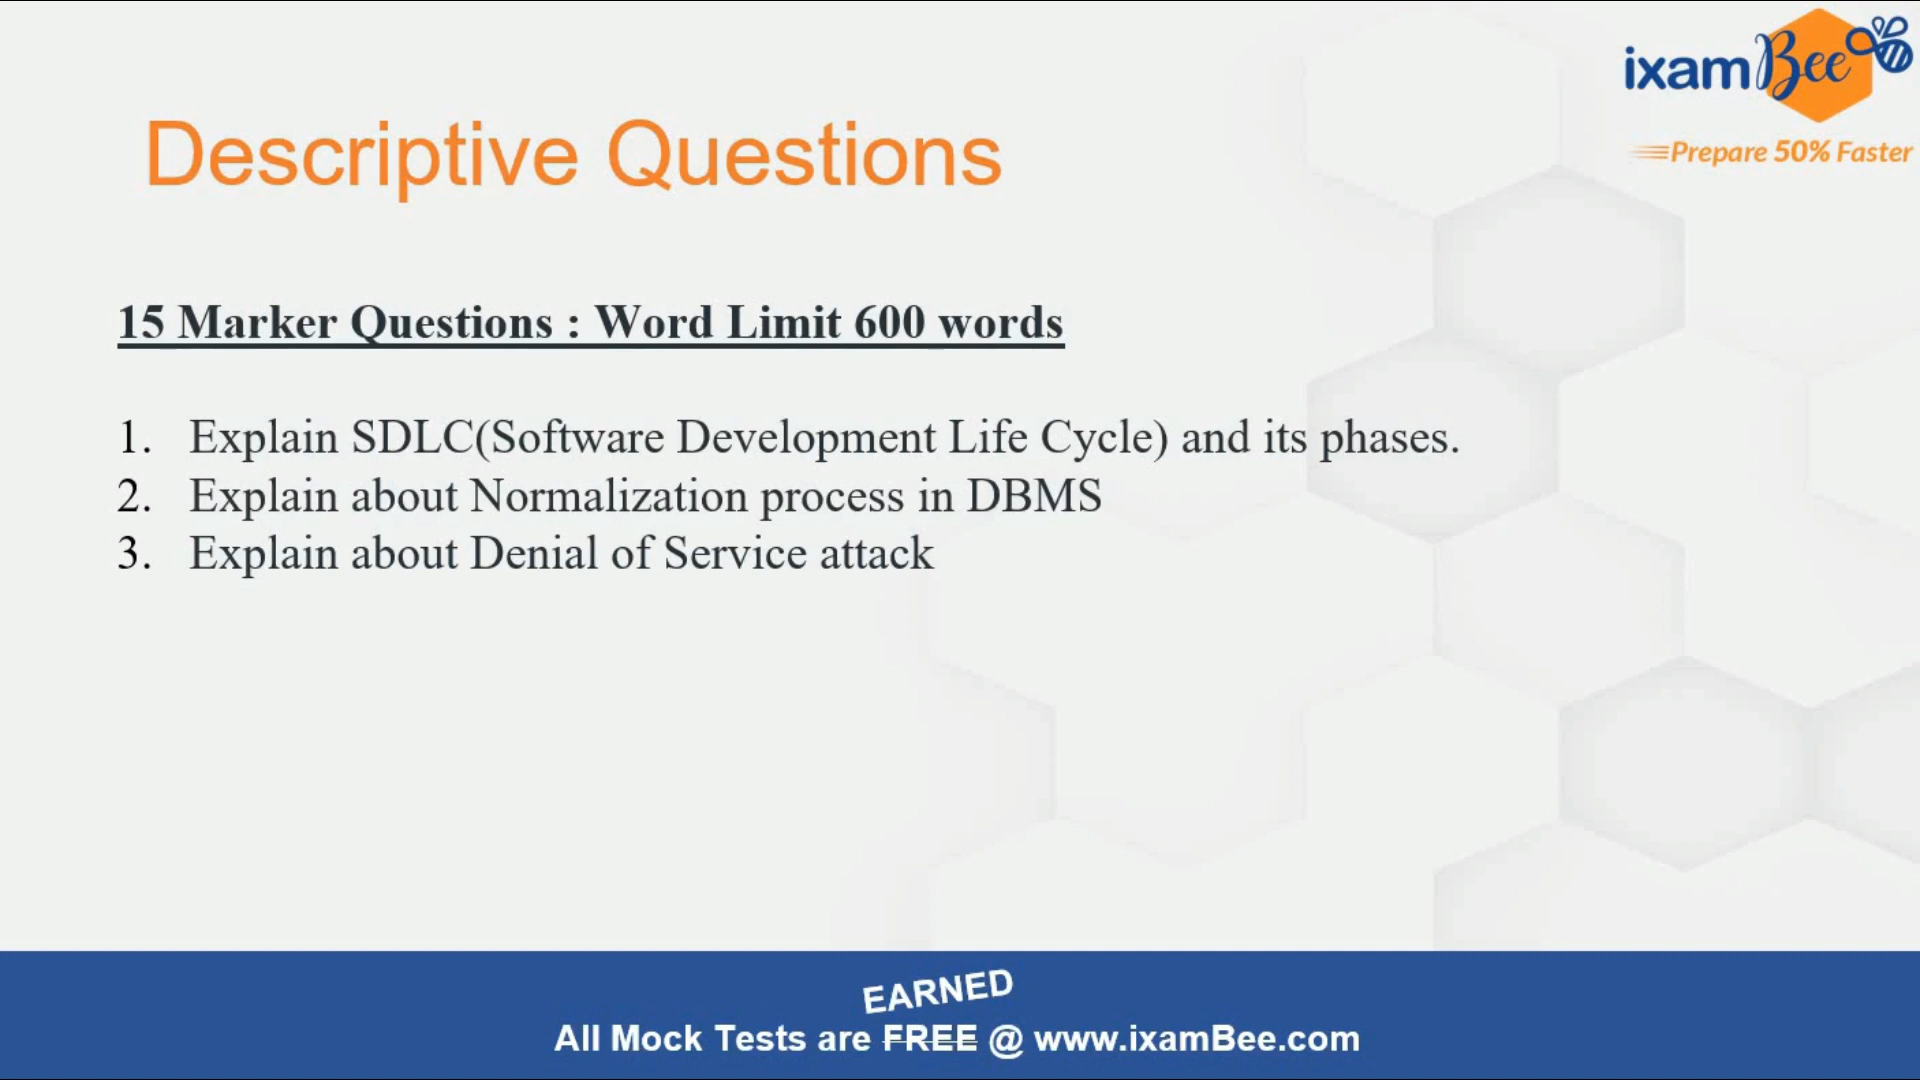 ixamBee
Prepare 50% Faster
Descriptive Questions
15 Marker Questions : Word Limit 600 words
1. Explain SDLC(Software Development Life Cycle) and its phases.
2. Explain about Normalization process in DBMS
3. Explain about Denial of Service attack
EARNED
All Mock Tests are FREE @ www.ixamBee.com